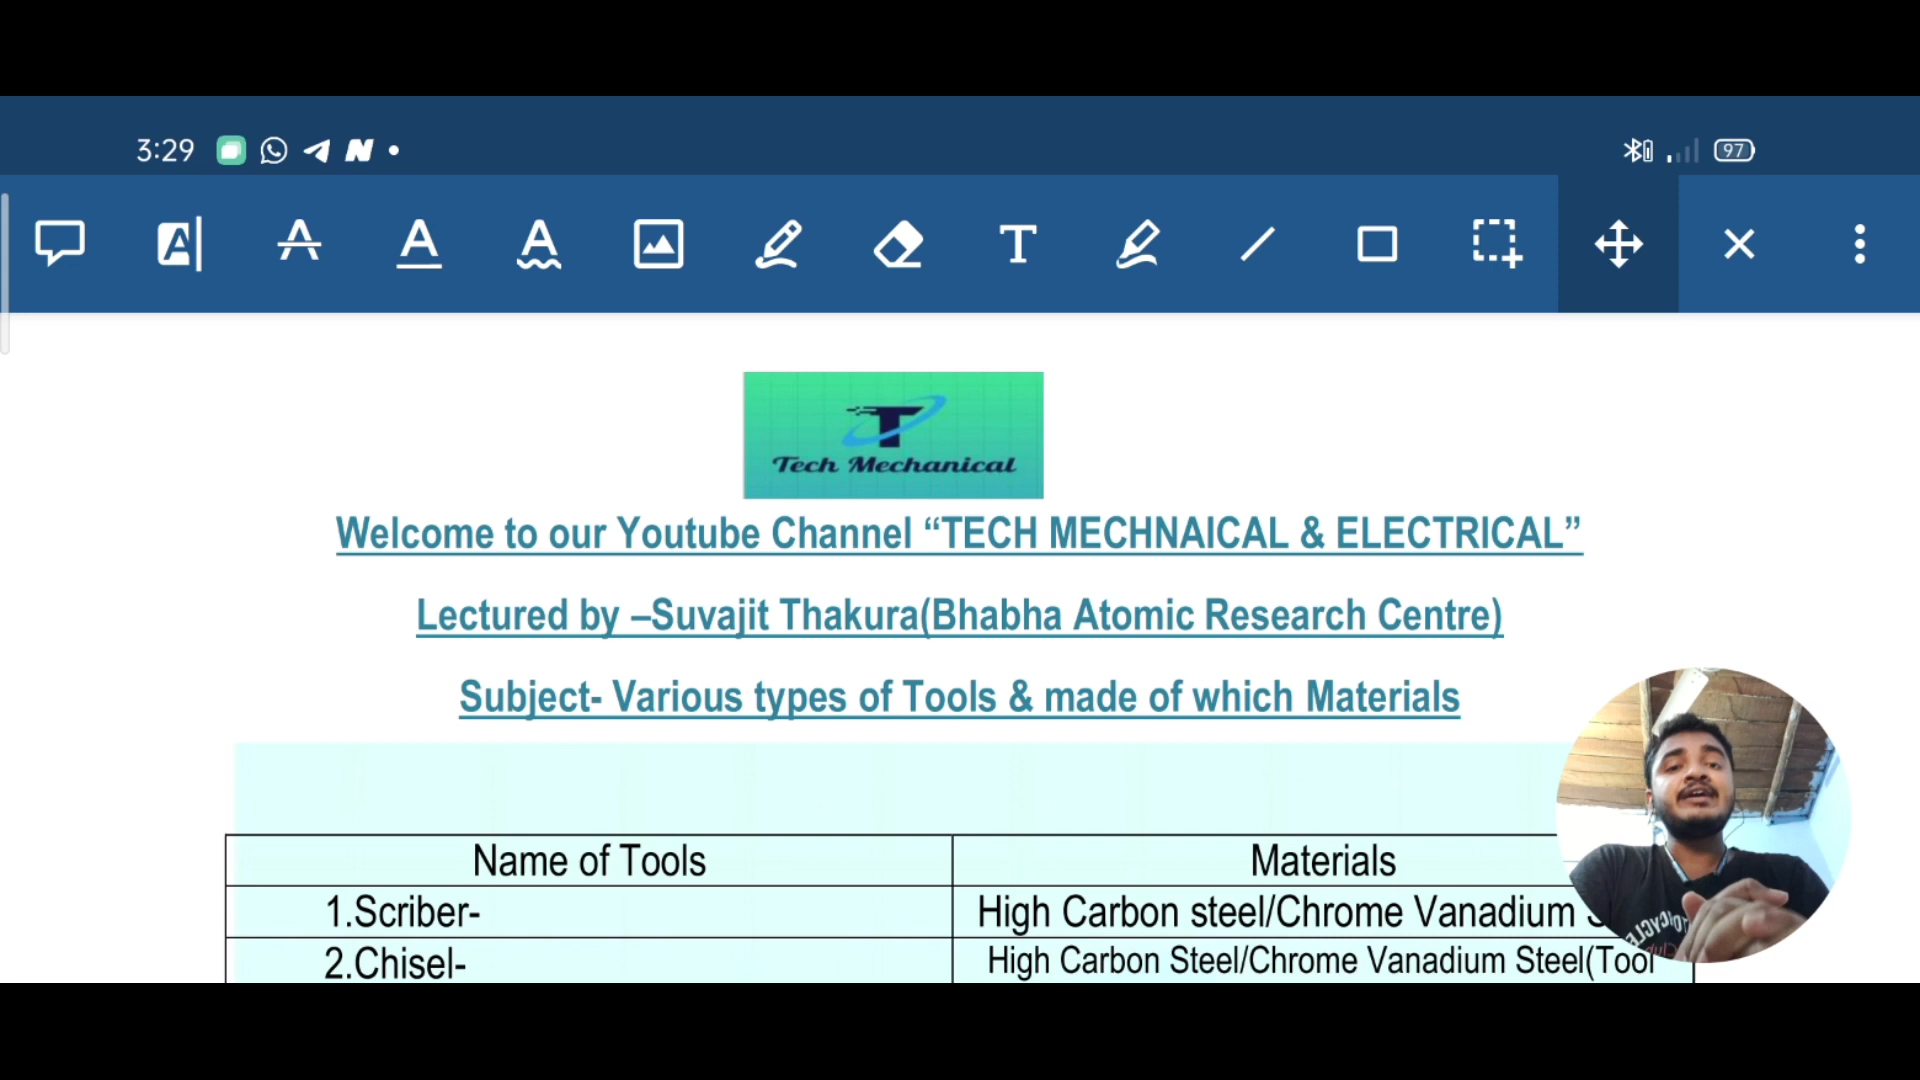 3:29
97
T
Tech Mechanical
Welcome to our Youtube Channel “TECH MECHNAICAL & ELECTRICAL”
Lectured by –Suvajit Thakura(Bhabha Atomic Research Centre)
Subject- Various types of Tools & made of which Materials
Name of Tools
Materials
1.Scriber-
High Carbon steel/Chrome Vanadium
2.Chisel-
High Carbon Steel/Chrome Vanadium Steel(Tool